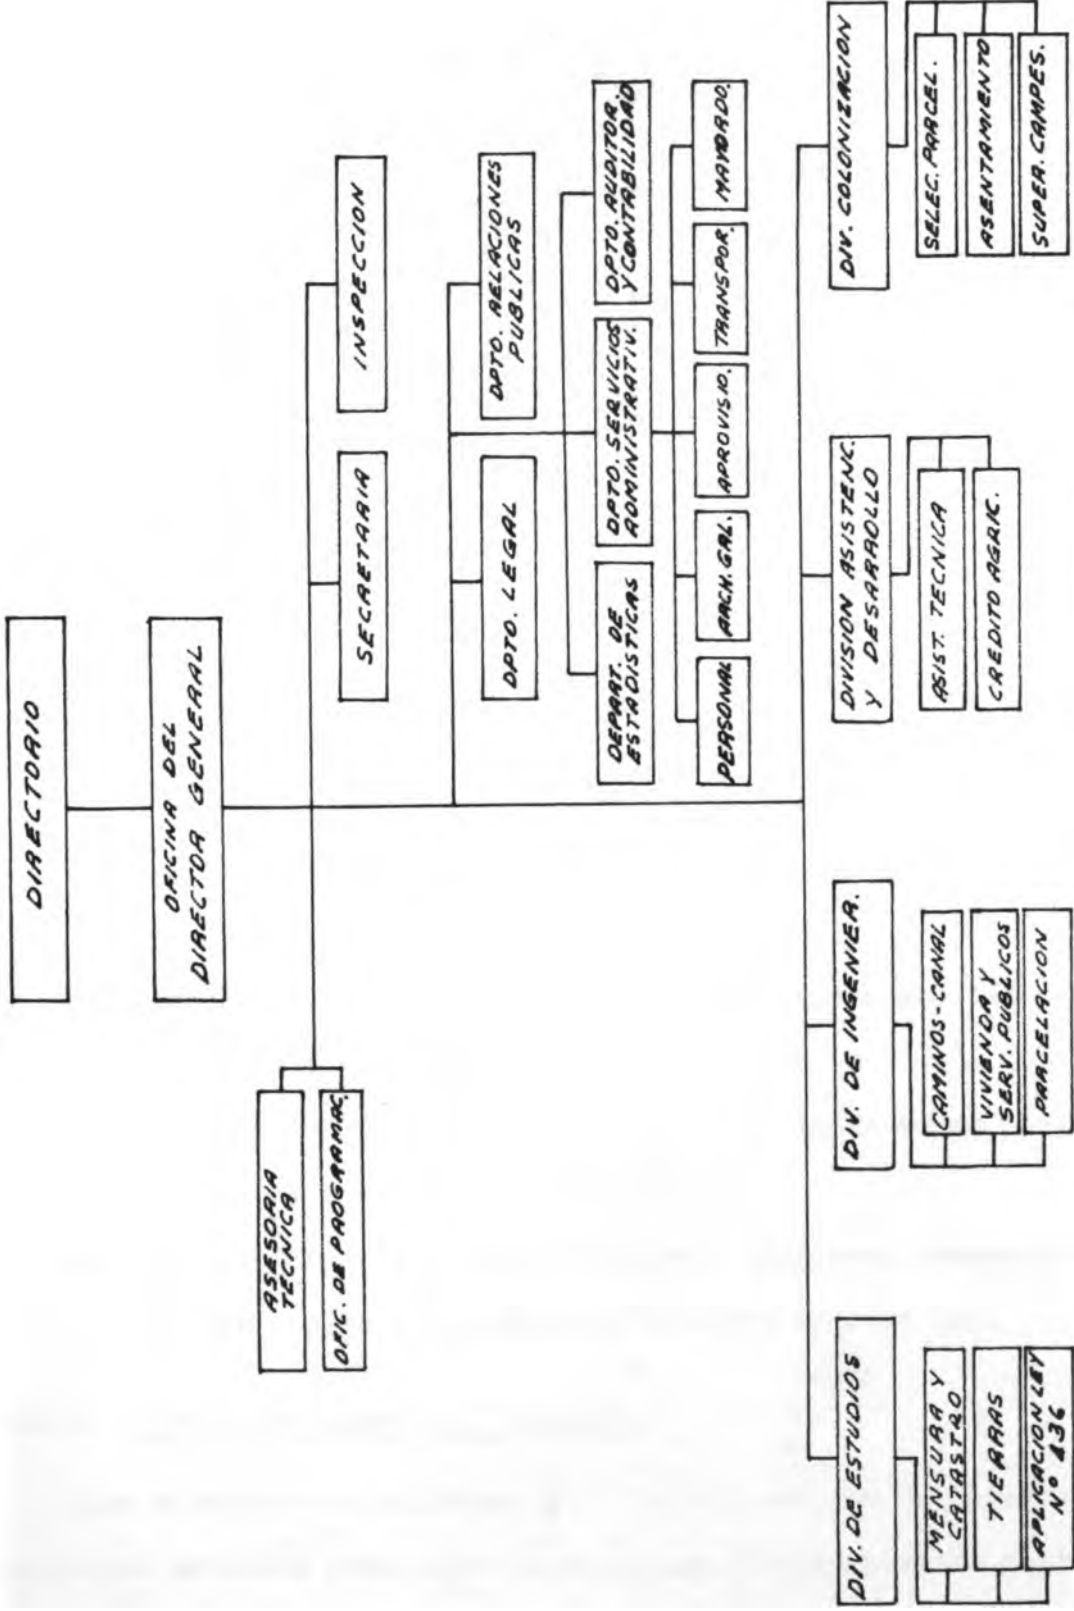 DIRECTORIO
OFICINA DEL
DIRECTOR GENERAL
ASESORIA
TECNICA
OFIC. DE PROGRAMAC.
SECRETARIA
INSPECCION
DPTO. LEGAL
DPTO. RELACIONES
PUBLICAS
DEPART. DE
ESTADISTICAS
DPTO. SERVICIOS
ADMINISTRATIV.
DPTO. AUDITOR.
Y CONTABILIDAD
PERSONAL
ARCH. GAL.
APROVISIO.
TRANSPOR.
MAYORDO.
DIV. DE ESTUDIOS
MENSURA Y
CATASTRO
TIERRAS
APLICACION LEY
Nº 436
DIV. DE INGENIER.
CAMINOS-CANAL
VIVIENDA Y
SERV. PUBLICOS
PARCELACION
DIVISION ASISTENC.
Y DESARROLLO
ASIST. TECNICA
CREDITO AGRIC.
DIV. COLONIZACION
SELEC. PARCEL.
ASENTAMIENTO
SUPER. CAMPES.